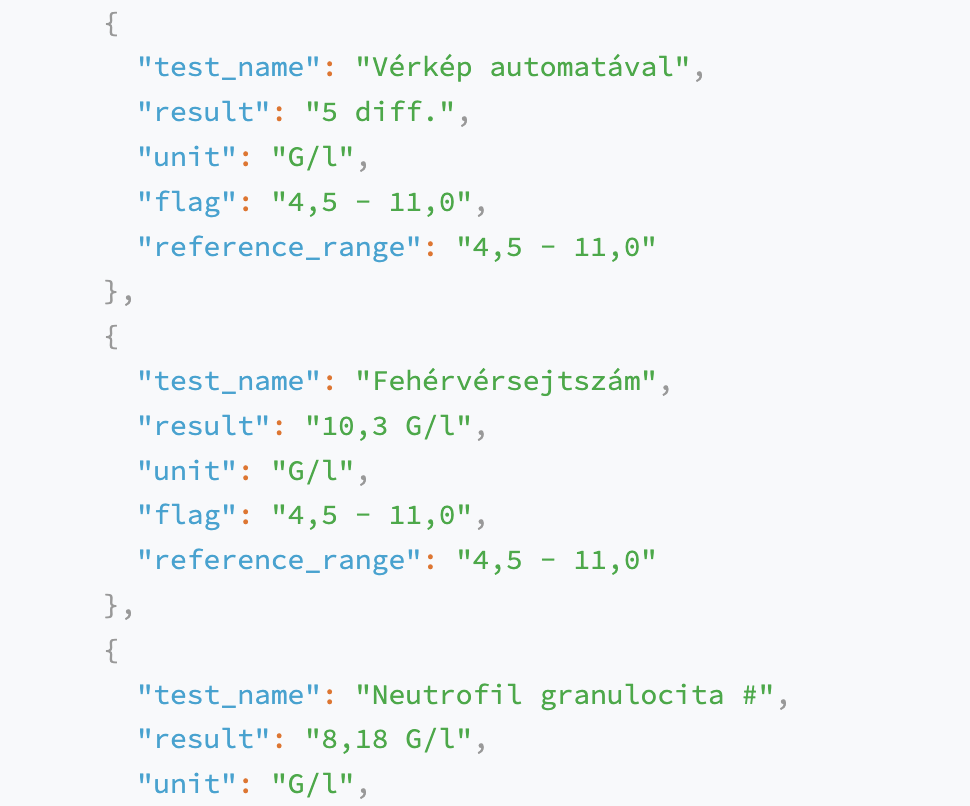 {
"test_name": "Vérkép automatával",
"result": "5 diff.",
"unit": "G/l",
"flag": "4,5 - 11,0",
"reference_range": "4,5 - 11,0"
},
{
"test_name": "Fehérvérsejtszám",
"result": "10,3 G/l",
"unit": "G/l",
"flag": "4,5 - 11,0",
"reference_range": "4,5 - 11,0"
},
{
"test_name": "Neutrofil granulocita #",
"result": "8,18 G/l",
"unit": "G/l",